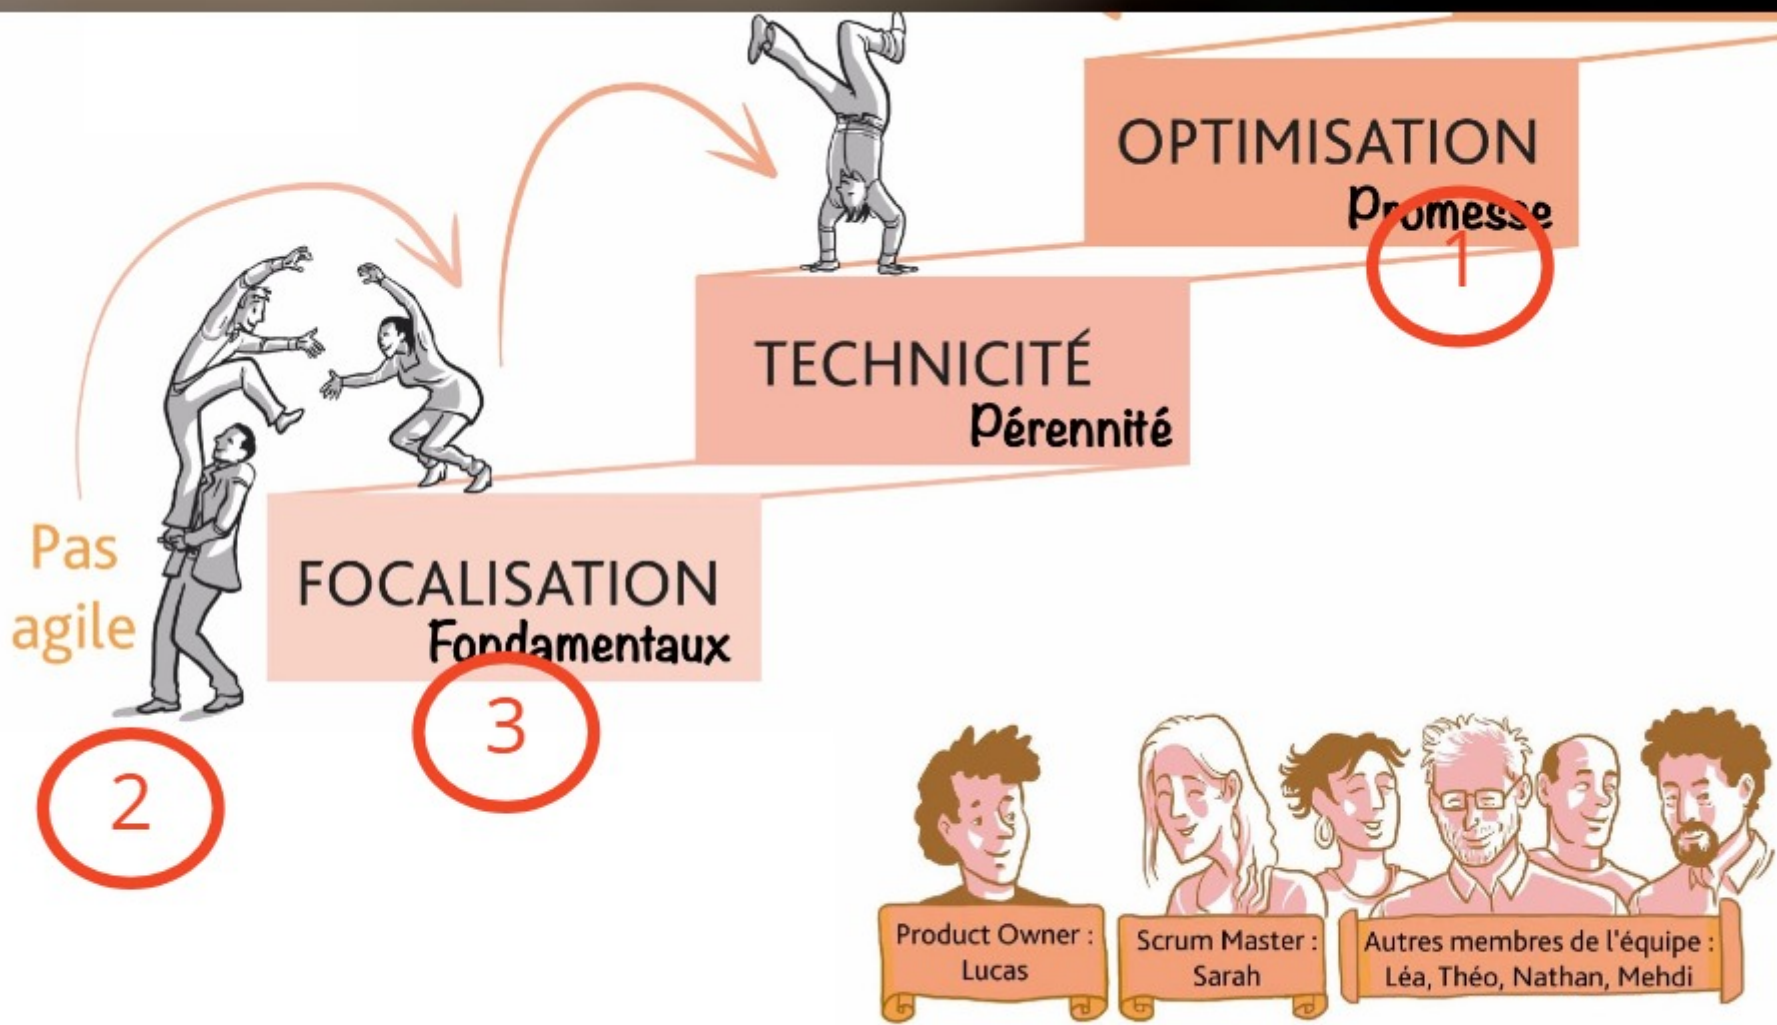 OPTIMISATION
Promesse
1
TECHNICITÉ
Pérennité
Pas
agile
FOCALISATION
Fondamentaux
3
2
Product Owner :
Lucas
Scrum Master :
Sarah
Autres membres de l'équipe :
Léa, Théo, Nathan, Mehdi